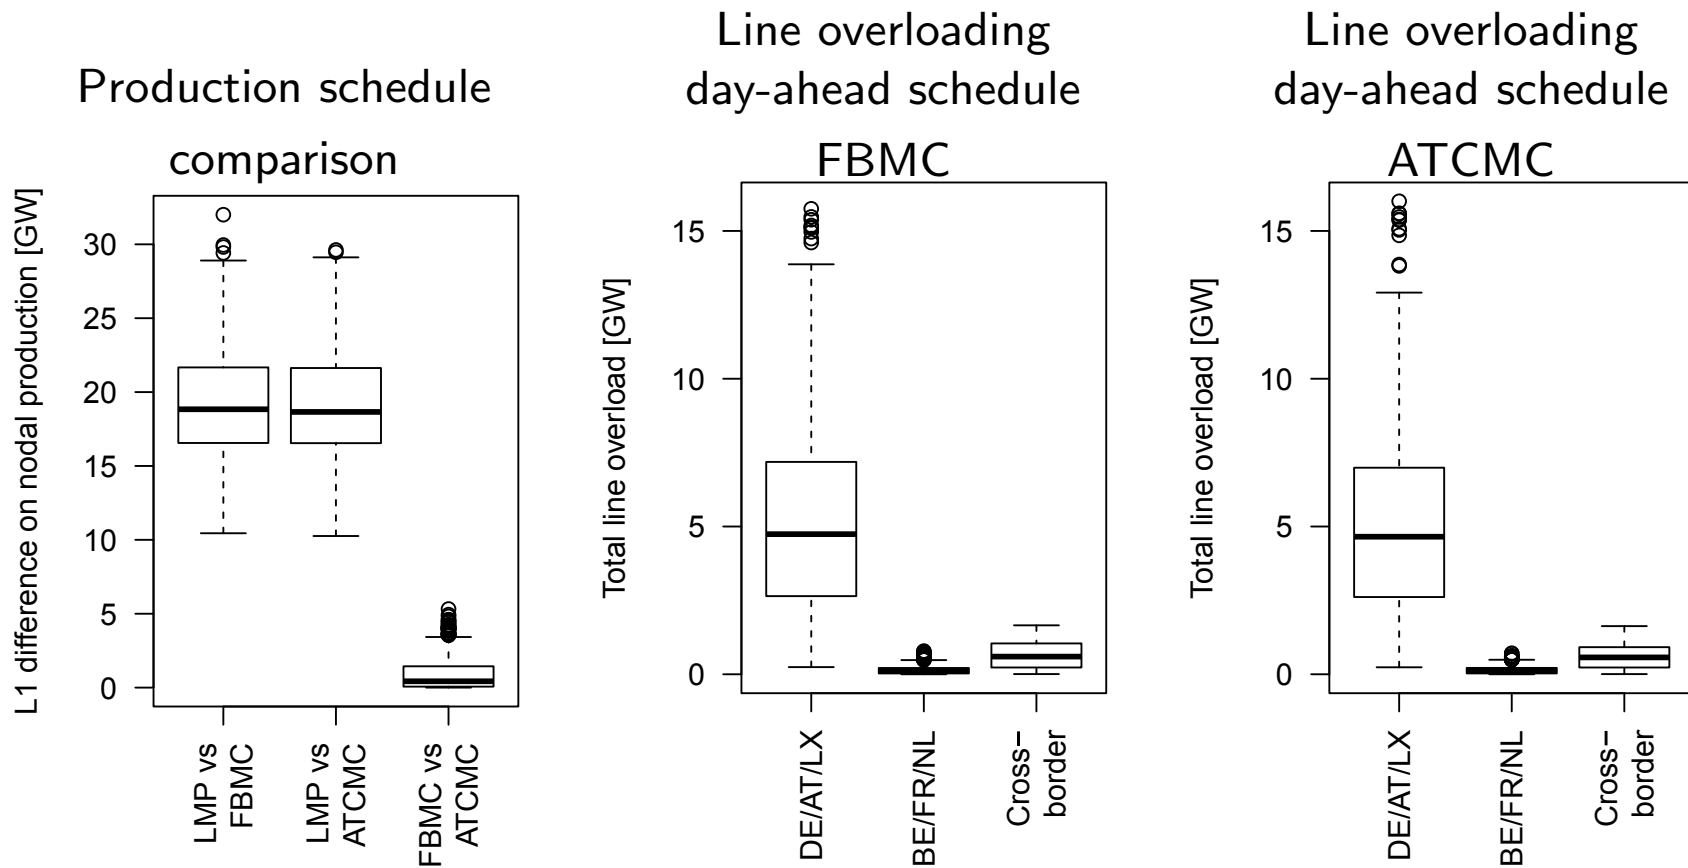 Production schedule
comparison
L1 difference on nodal production [GW]
30
25
20
15
10
5
0
LMP vs
FBMC
LMP vs
ATCMC
FBMC vs
ATCMC
Line overloading
day-ahead schedule
FBMC
Total line overload [GW]
15
10
5
0
DE/AT/LX
BE/FR/NL
Cross−
border
Line overloading
day-ahead schedule
ATCMC
Total line overload [GW]
15
10
5
0
DE/AT/LX
BE/FR/NL
Cross−
border